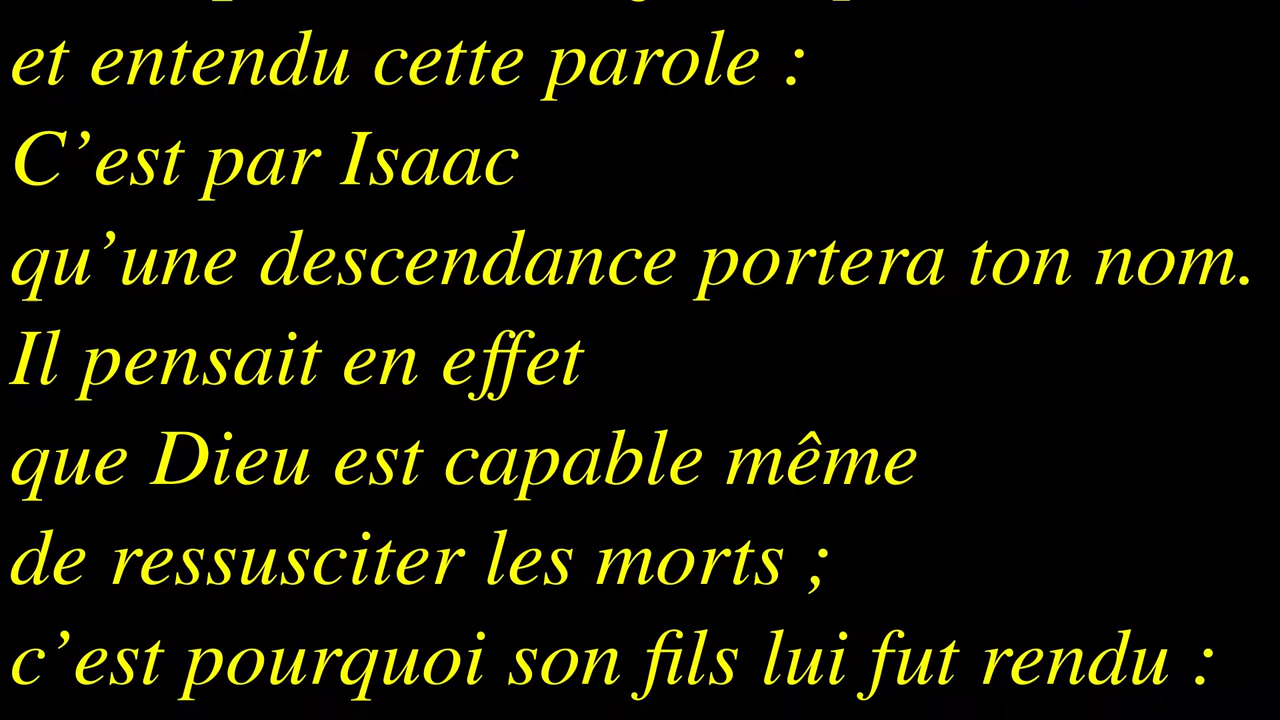 et entendu cette parole :
C’est par Isaac
qu’une descendance portera ton nom.
Il pensait en effet
que Dieu est capable même
de ressusciter les morts ;
c’est pourquoi son fils lui fut rendu :